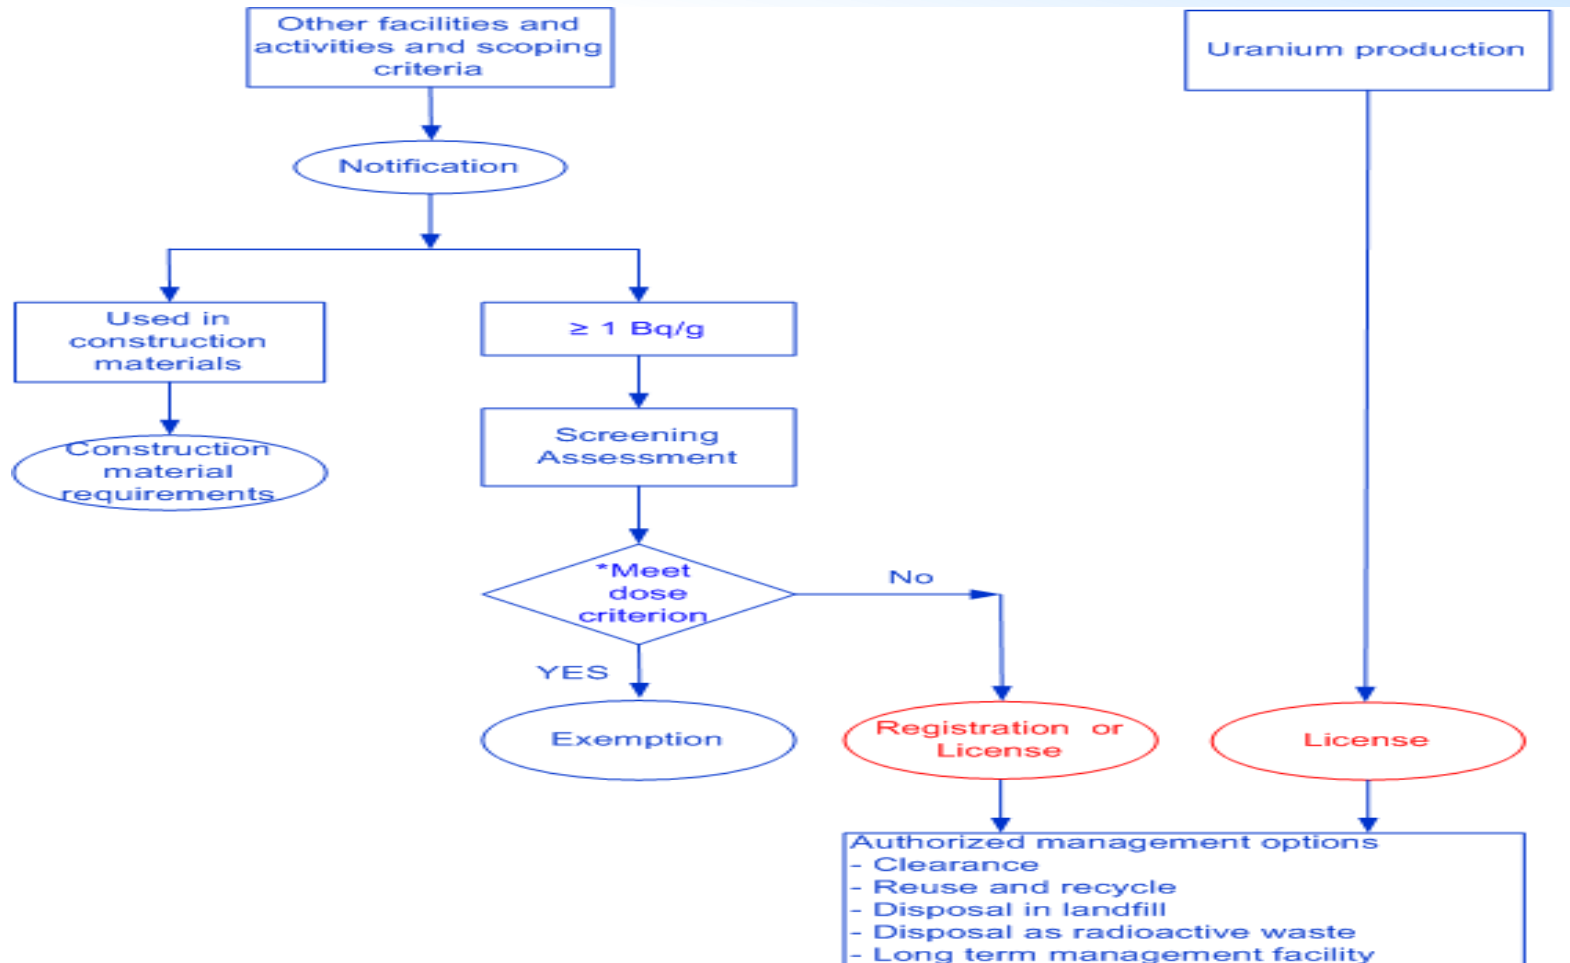 Other facilities and
activities and scoping
criteria
Uranium production
Notification
Used in
construction
materials
≥ 1 Bq/g
Construction
material
requirements
Screening
Assessment
*Meet
dose
criterion
No
YES
Exemption
Registration or
License
License
Authorized management options
- Clearance
- Reuse and recycle
- Disposal in landfill
- Disposal as radioactive waste
- Long term management facility